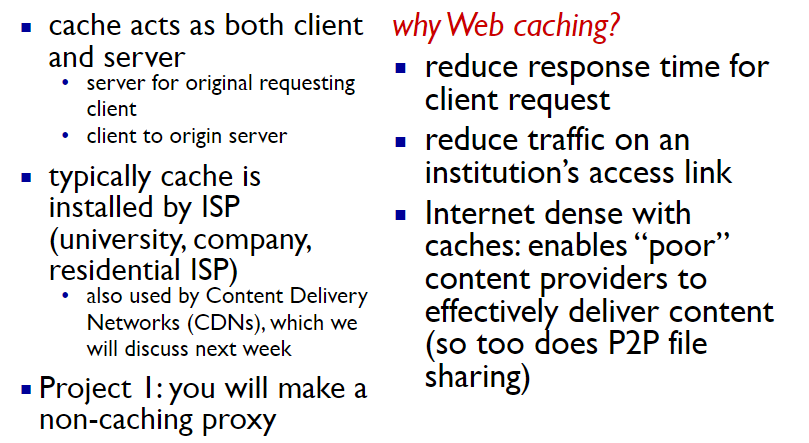 cache acts as both client
and server
server for original requesting
client
client to origin server
typically cache is
installed by ISP
(university, company,
residential ISP)
also used by Content Delivery
Networks (CDNs), which we
will discuss next week
Project 1: you will make a
non-caching proxy
why Web caching?
reduce response time for
client request
reduce traffic on an
institution’s access link
Internet dense with
caches: enables “poor”
content providers to
effectively deliver content
(so too does P2P file
sharing)